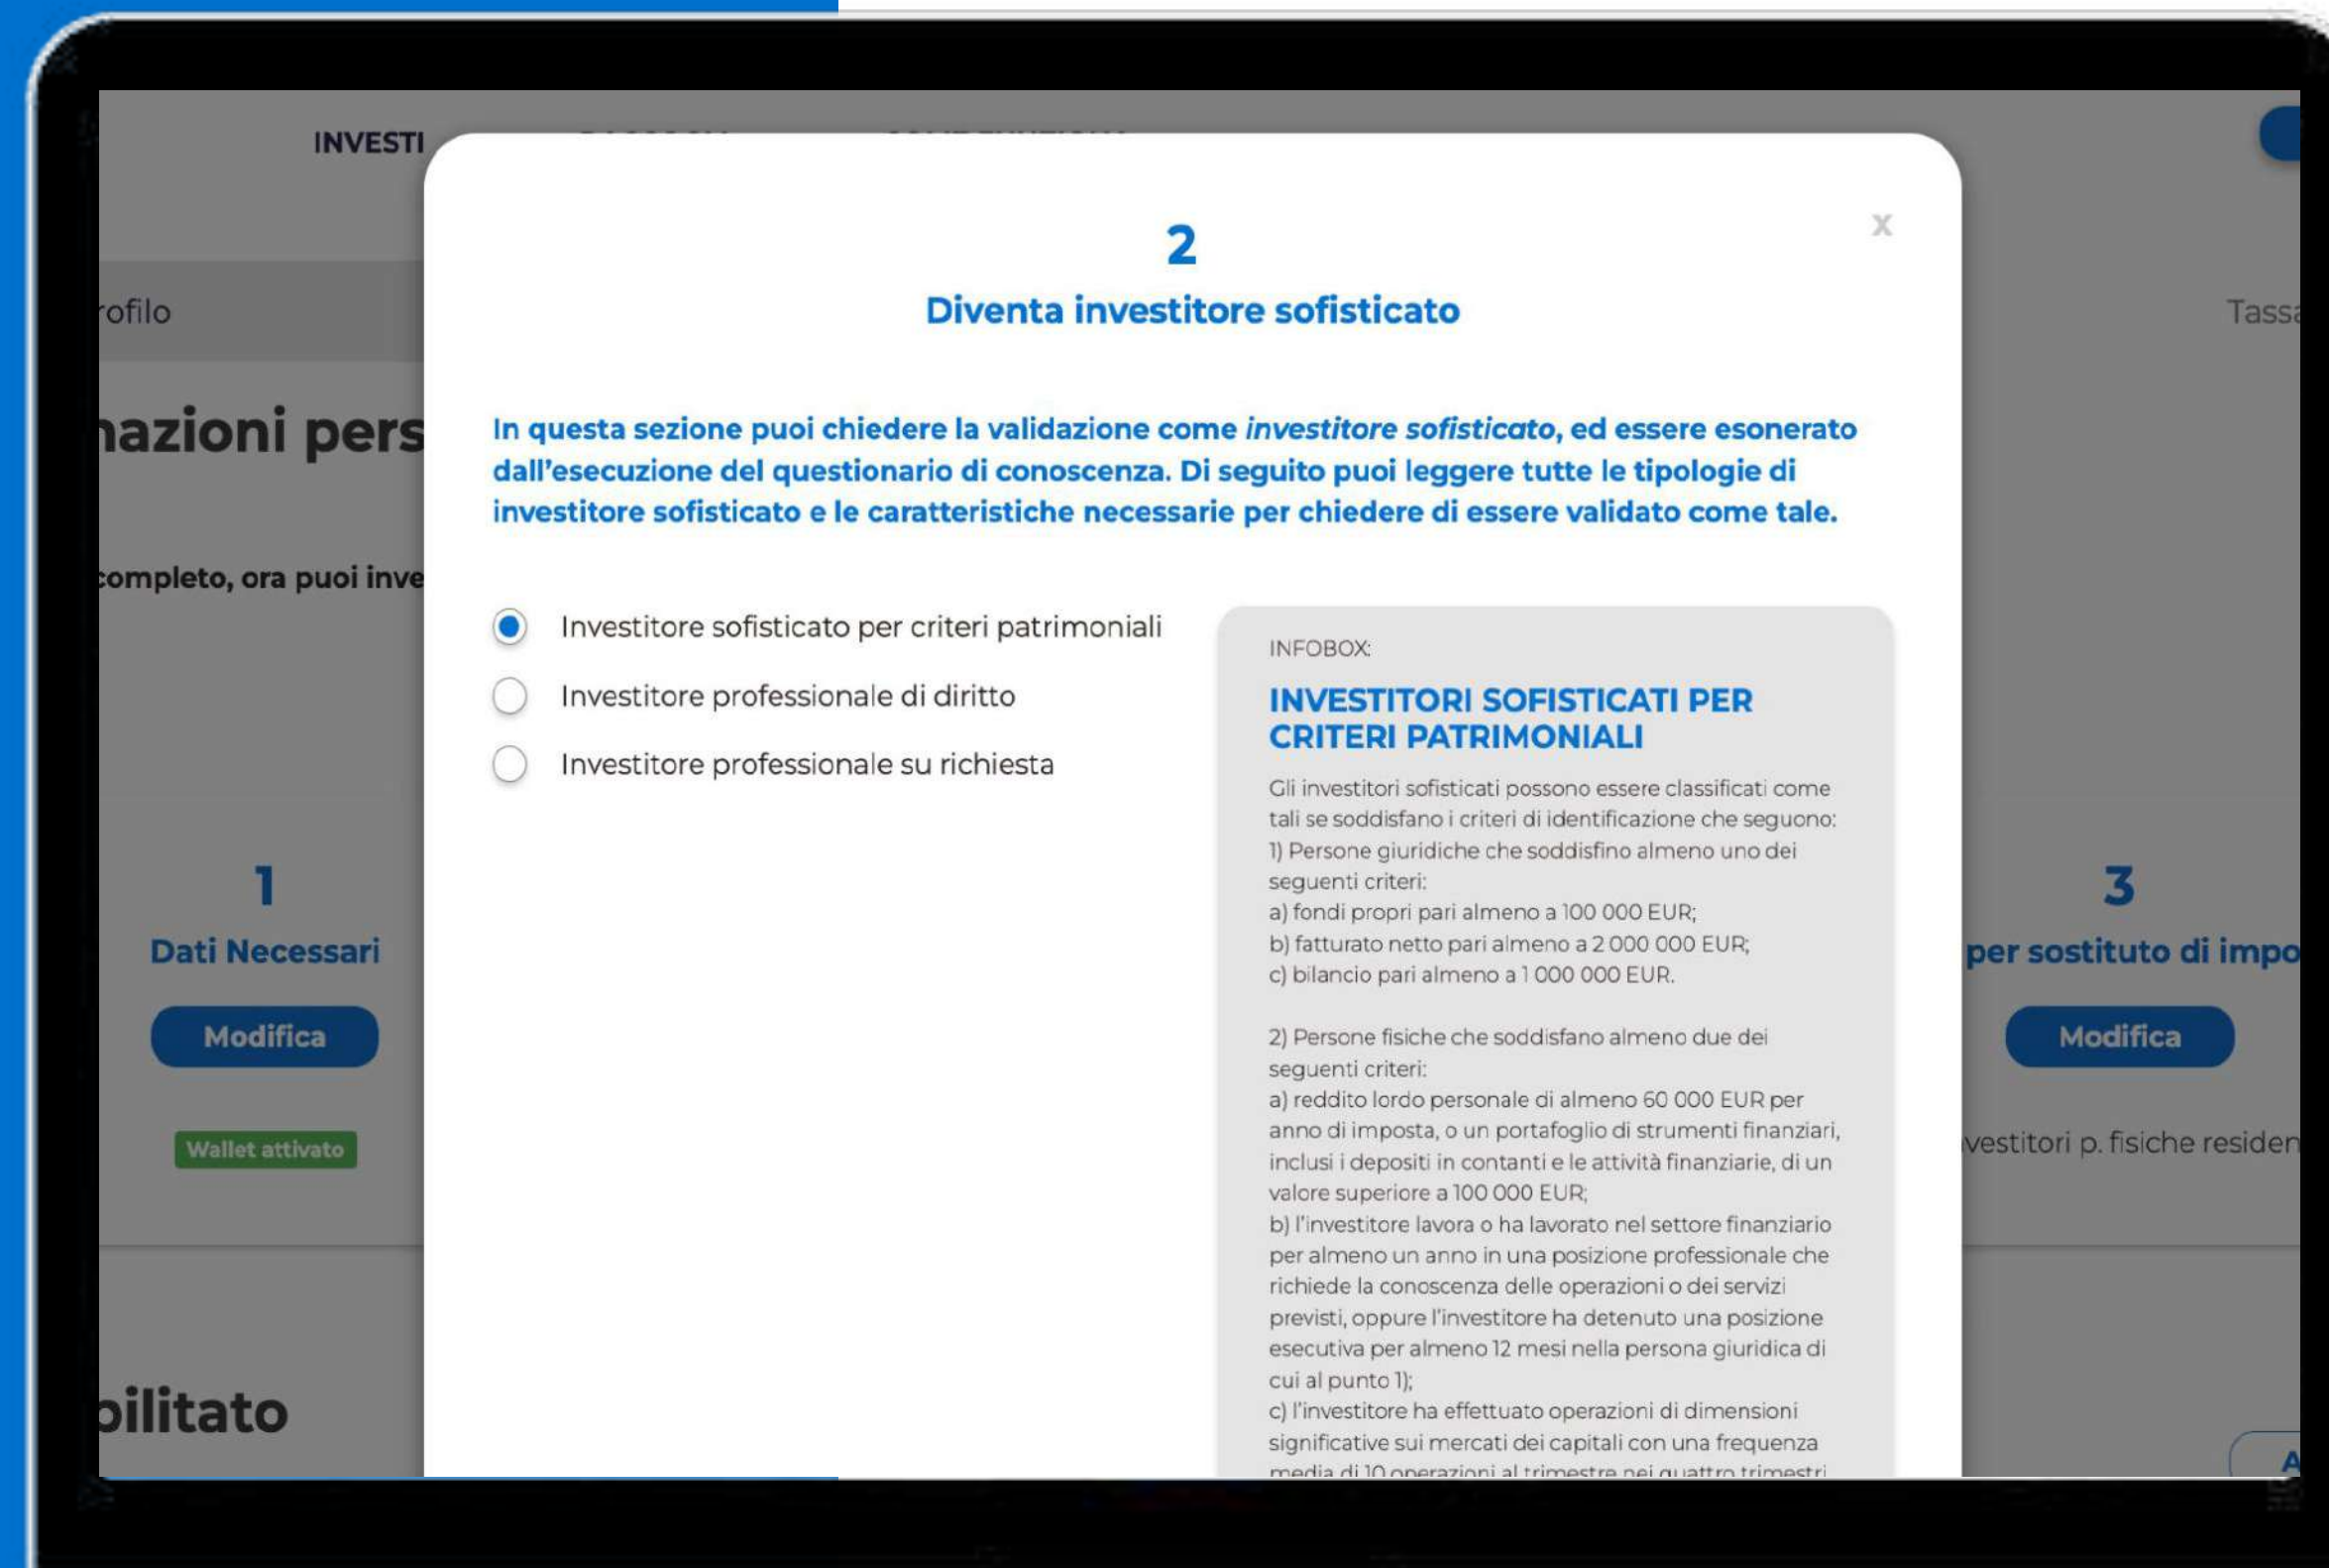 INVESTI
2
x
Diventa investitore sofisticato
rofilo
Tassa
nazioni pers
In questa sezione puoi chiedere la validazione come investitore sofisticato, ed essere esonerato
dall'esecuzione del questionario di conoscenza. Di seguito puoi leggere tutte le tipologie di
investitore sofisticato e le caratteristiche necessarie per chiedere di essere validato come tale.
completo, ora puoi inve
Investitore sofisticato per criteri patrimoniali
Investitore professionale di diritto
Investitore professionale su richiesta
INFOBOX:
INVESTITORI SOFISTICATI PER
CRITERI PATRIMONIALI
Gli investitori sofisticati possono essere classificati come
tali se soddisfano i criteri di identificazione che seguono:
1) Persone giuridiche che soddisfino almeno uno dei
seguenti criteri:
a) fondi propri pari almeno a 100 000 EUR;
b) fatturato netto pari almeno a 2 000 000 EUR;
c) bilancio pari almeno a 1 000 000 EUR.
2) Persone fisiche che soddisfano almeno due dei
seguenti criteri:
a) reddito lordo personale di almeno 60 000 EUR per
anno di imposta, o un portafoglio di strumenti finanziari,
inclusi i depositi in contanti e le attività finanziarie, di un
valore superiore a 100 000 EUR;
b) l'investitore lavora o ha lavorato nel settore finanziario
per almeno un anno in una posizione professionale che
richiede la conoscenza delle operazioni o dei servizi
previsti, oppure l'investitore ha detenuto una posizione
esecutiva per almeno 12 mesi nella persona giuridica di
cui al punto 1);
c) l'investitore ha effettuato operazioni di dimensioni
significative sui mercati dei capitali con una frequenza
media di 10 operazioni al trimestre nei quattro trimestri
1
Dati Necessari
Modifica
Wallet attivato
3
per sostituto di impo
Modifica
vestitori p. fisiche residen
bilitato
A